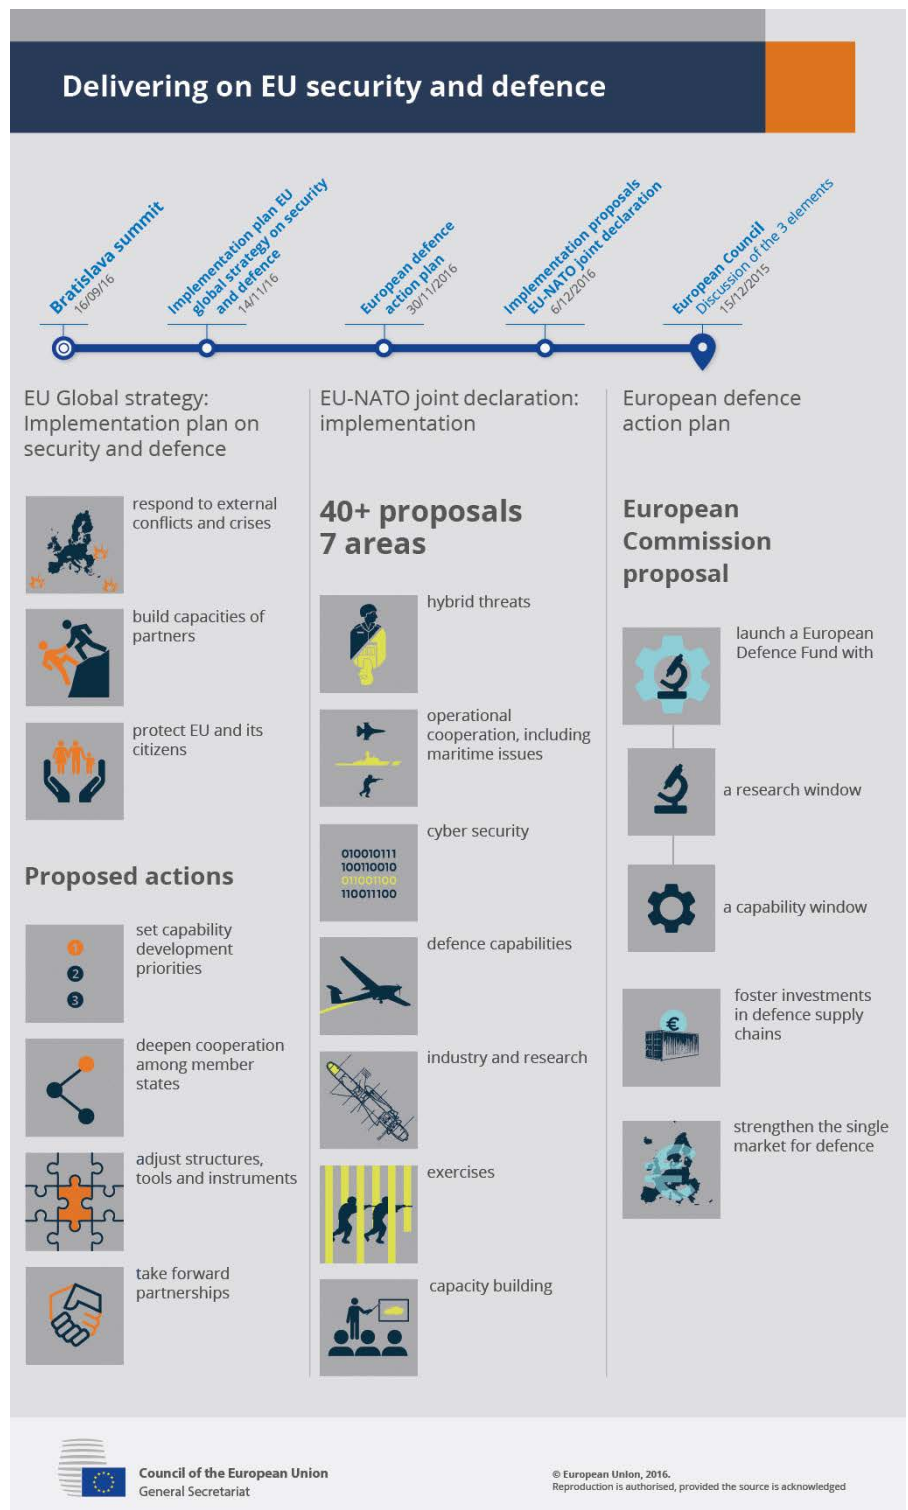 Delivering on EU security and defence
Bratislava summit
16/09/16
Implementation plan EU
global strategy on security
and defence
14/11/16
European defence
action plan
30/11/2016
Implementation proposals
EU-NATO joint declaration
6/12/2016
European Council
Discussion of the 3 elements
15/12/2015
EU Global strategy:
Implementation plan on
security and defence
respond to external
conflicts and crises
build capacities of
partners
protect EU and its
citizens
Proposed actions
1
set capability
development
priorities
2
3
deepen cooperation
among member
states
adjust structures,
tools and instruments
take forward
partnerships
EU-NATO joint declaration:
implementation
40+ proposals
7 areas
hybrid threats
operational
cooperation, including
maritime issues
cyber security
010010111
100110010
011001100
110011100
defence capabilities
industry and research
exercises
capacity building
European defence
action plan
European
Commission
proposal
launch a European
Defence Fund with
a research window
a capability window
foster investments
in defence supply
chains
€
strengthen the single
market for defence
Council of the European Union
General Secretariat
© European Union, 2016.
Reproduction is authorised, provided the source is acknowledged